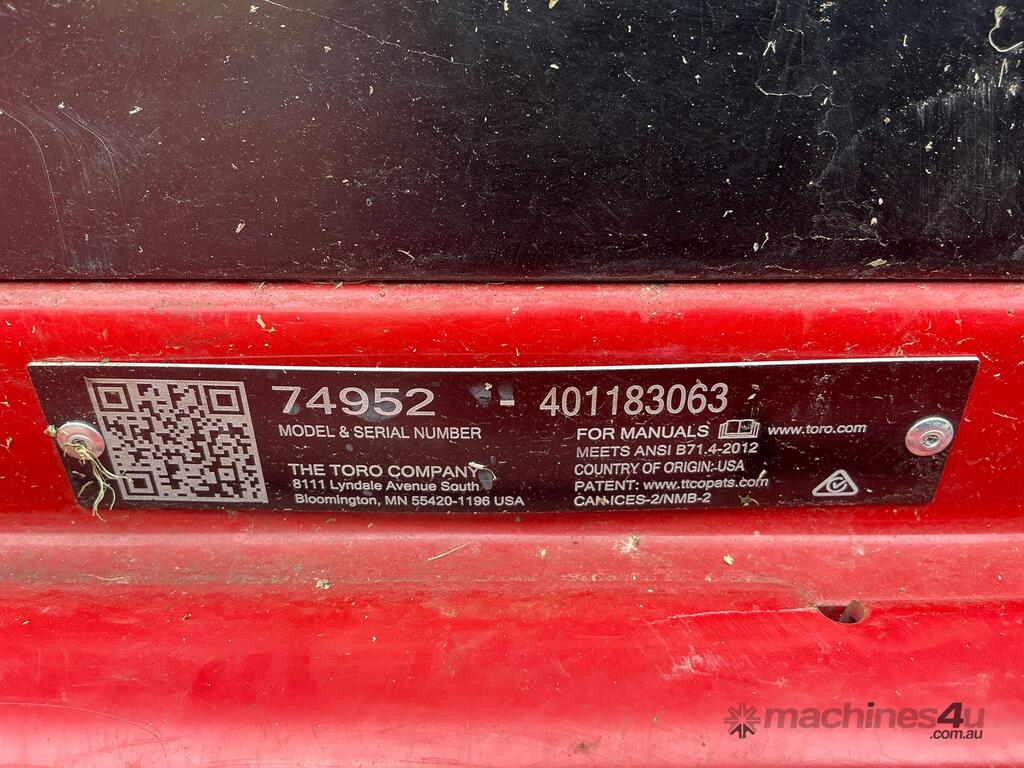 74952 - 401183063
MODEL & SERIAL NUMBER
FOR MANUALS www.toro.com
MEETS ANSI B71.4-2012
THE TORO COMPANY
COUNTRY OF ORIGIN: USA
8111 Lyndale Avenue South
PATENT: www.ttcopats.com
Bloomington, MN 55420-1196 USA
CAN ICES-2/NMB-2
machines4u
.com.au